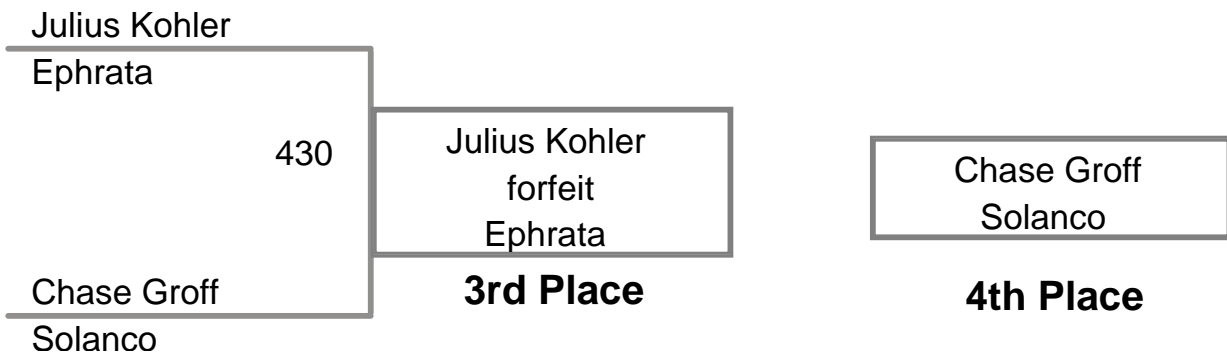 Julius Kohler
Ephrata
430
Julius Kohler
forfeit
Ephrata
3rd Place
Chase Groff
Solanco
4th Place
Chase Groff
Solanco